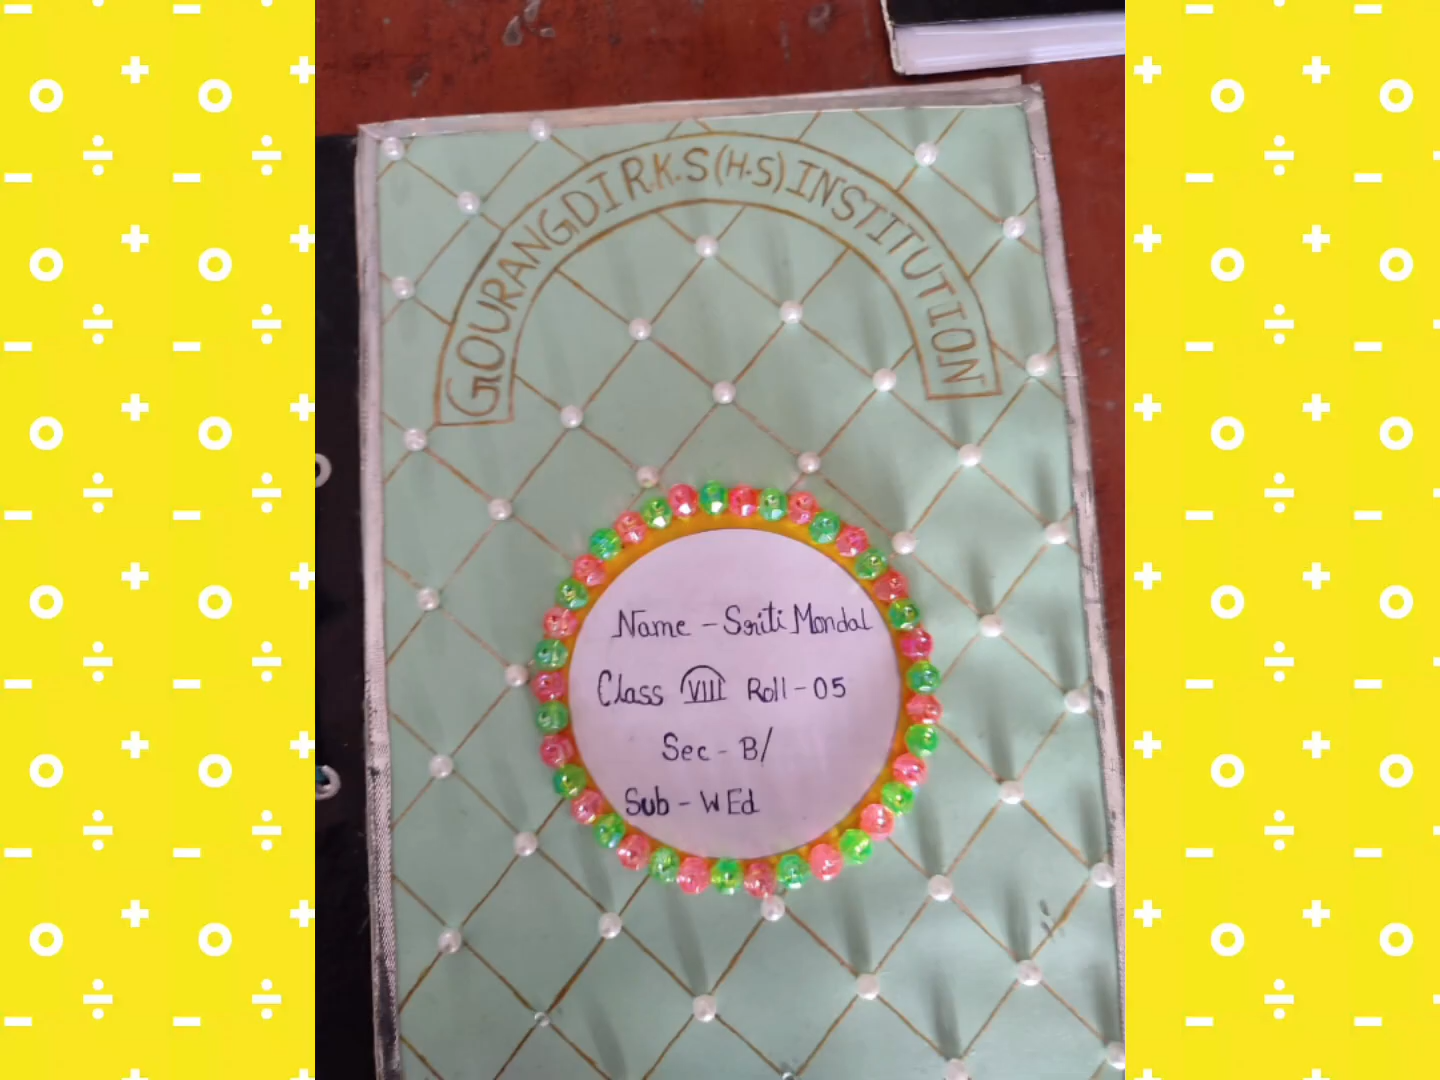 GOURANGDI R.K.S (H.S) INSTITUTION
Name - Sriti Mondal
Class VIII Roll - 05
Sec - B/
Sub - W Ed